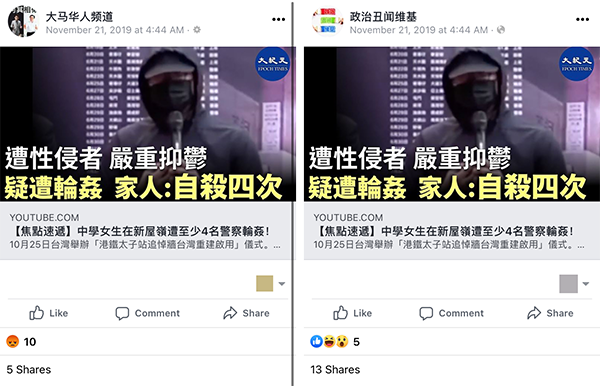 大马华人频道
November 21, 2019 at 4:44 AM
大紀元
EPOCH TIMES
遭性侵者 嚴重抑鬱
疑遭輪姦 家人:自殺四次
YOUTUBE.COM
【焦點速遞】中學女生在新屋嶺遭至少4名警察輪姦!
10月25日台灣舉辦「港鐵太子站追悼牆台灣重建啟用」儀式。...
Like
Comment
Share
10
5 Shares
政治丑闻维基
November 21, 2019 at 4:44 AM
大紀元
EPOCH TIMES
遭性侵者 嚴重抑鬱
疑遭輪姦 家人:自殺四次
YOUTUBE.COM
【焦點速遞】中學女生在新屋嶺遭至少4名警察輪姦!
10月25日台灣舉辦「港鐵太子站追悼牆台灣重建啟用」儀式。...
Like
Comment
Share
5
13 Shares